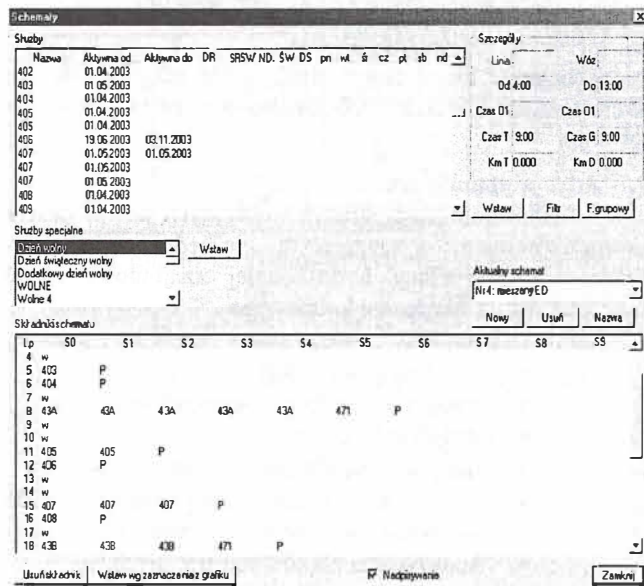 Schematy
Służby
Nazwa Aktywna od Aktywna do DR SRSW ND. ŚW DS pn wt śr cz pt sb nd
402 01.04.2003
403 01.05.2003
404 01.04.2003
405 01.04.2003
405 01.04.2003
406 19.06.2003 03.11.2003
407 01.05.2003 01.05.2003
407 01.05.2003
407 01.05.2003
408 01.04.2003
409 01.04.2003
Szczegóły
Linia: Wóz:
Od 4:00 Do 13:00
Czas 01: Czas 01:
Czas T 9:00 Czas G 9,00
Km T 0.000 Km D 0.000
Wstaw Filtr F.grupowy
Służby specjalne
Dzień wolny
Dzień świąteczny wolny
Dodatkowy dzień wolny
WOLNE
Wolne 4
Wstaw
Aktualny schemat
Nr 4: mieszany E.D
Nowy Usuń Nazwa
Składniki schematu
Lp S0 S1 S2 S3 S4 S5 S6 S7 S8 S9
4 w
5 403 P
6 404 P
7 w
8 43A 43A 43A 43A 43A 471 P
9 w
10 w
11 405 405 P
12 406 P
13 w
14 w
15 407 407 407 P
16 408 P
17 w
18 43B 43B 43B 471 P
Usuń składnik Wstaw wg zaznaczenia z grafiku Nadpisywanie Zamknij